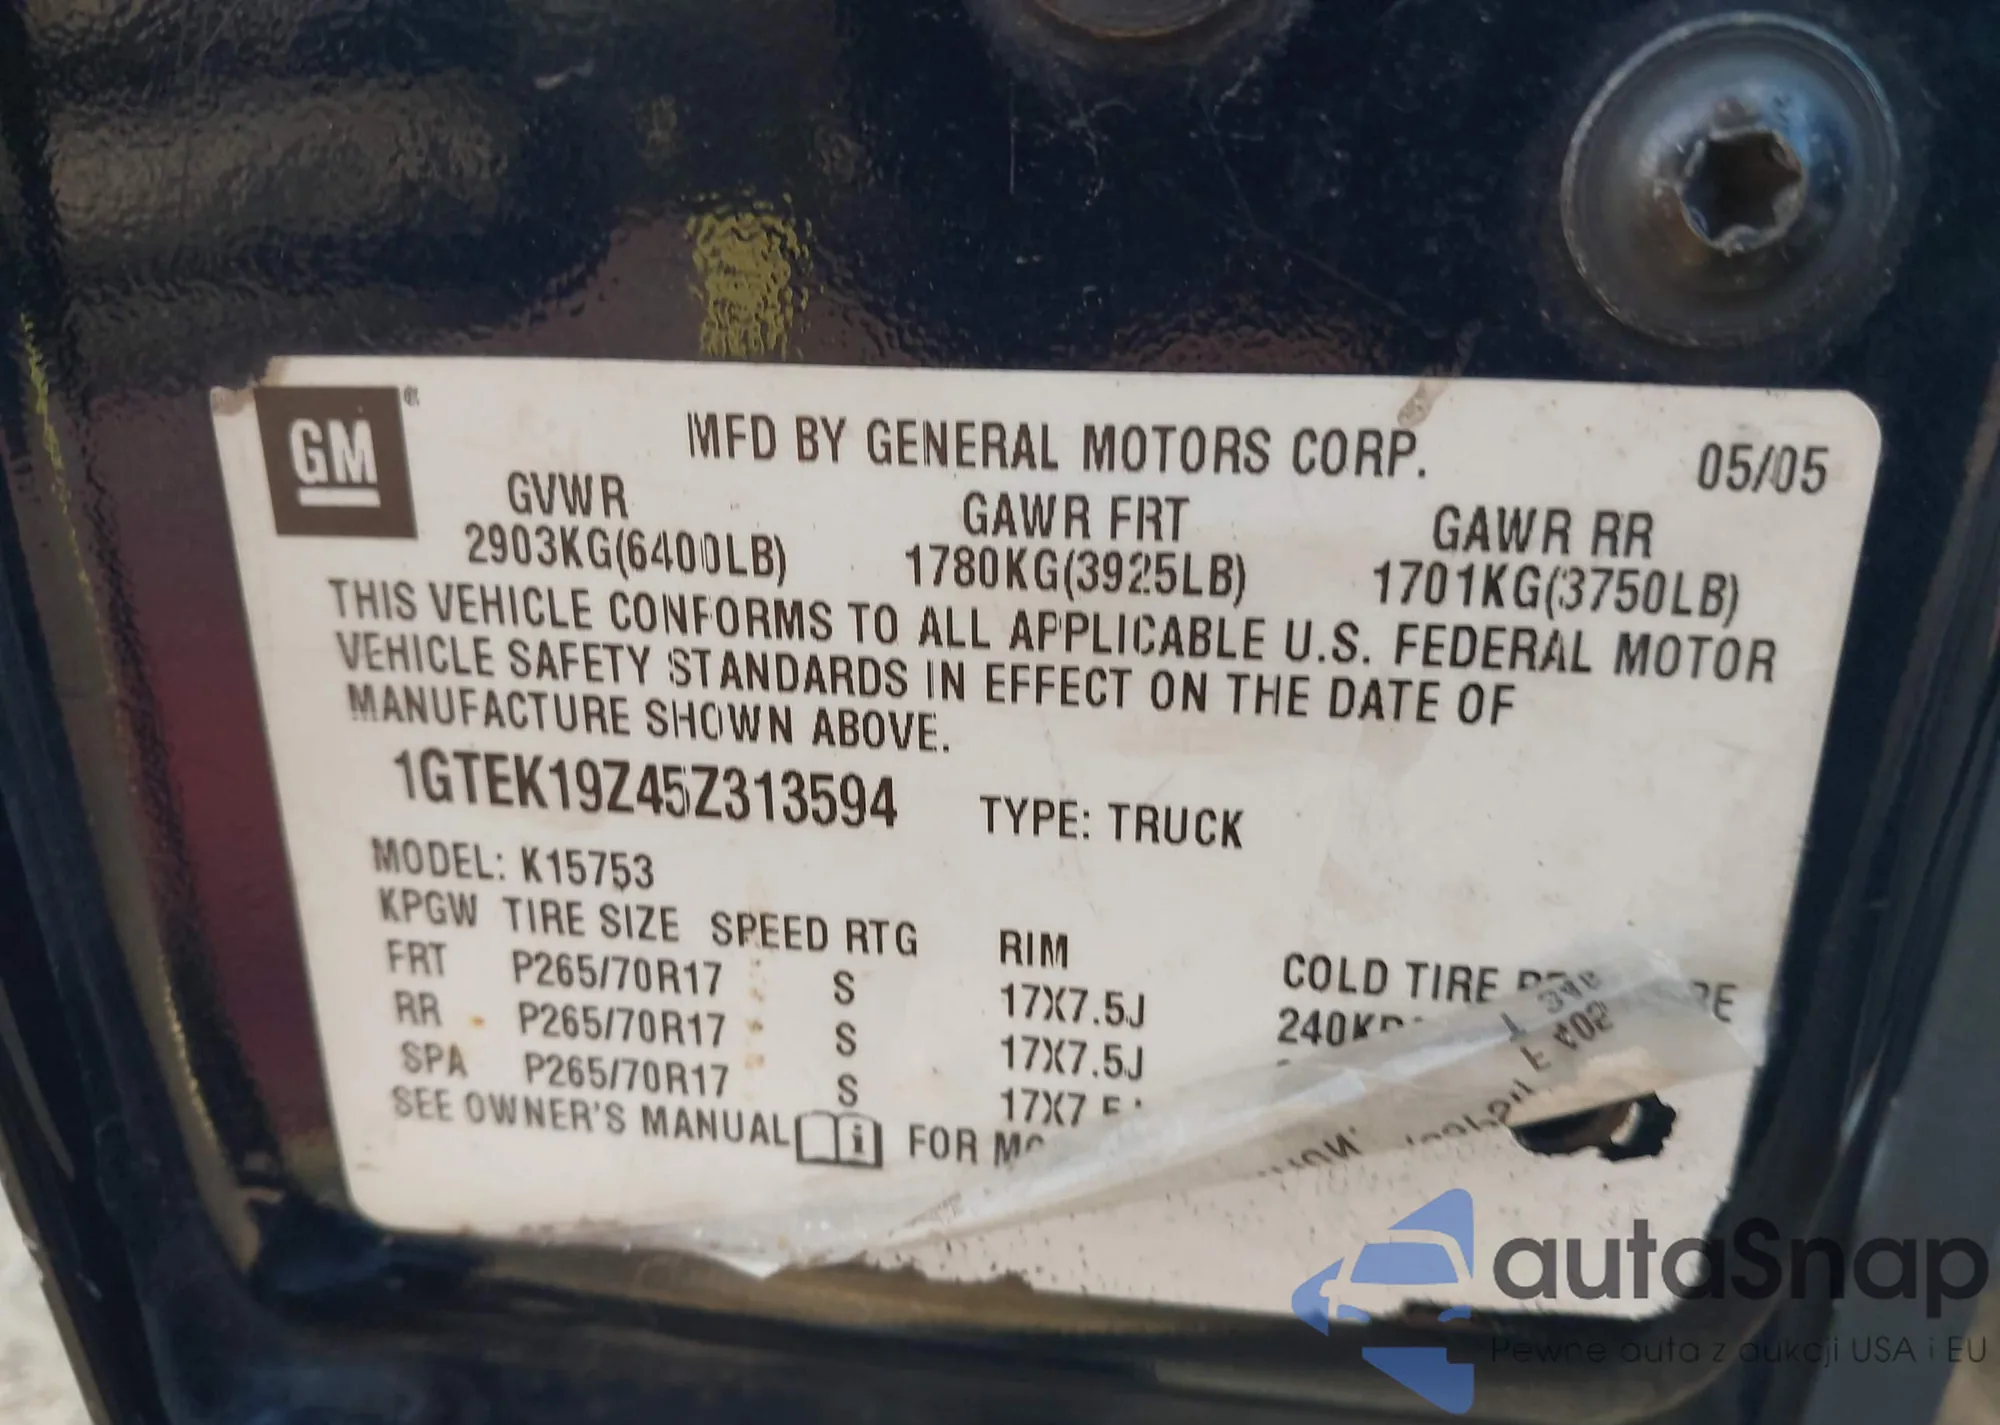 GM ®
MFD BY GENERAL MOTORS CORP. 05/05
GVWR GAWR FRT GAWR RR
2903KG(6400LB) 1780KG(3925LB) 1701KG(3750LB)
THIS VEHICLE CONFORMS TO ALL APPLICABLE U.S. FEDERAL MOTOR
VEHICLE SAFETY STANDARDS IN EFFECT ON THE DATE OF
MANUFACTURE SHOWN ABOVE.
1GTEK19Z45Z313594 TYPE: TRUCK
MODEL: K15753
KPGW TIRE SIZE SPEED RTG RIM COLD TIRE
FRT P265/70R17 S 17X7.5J
RR P265/70R17 S 17X7.5J
SPA P265/70R17 S
SEE OWNER'S MANUAL FOR
autaSnap
Pewne auta z aukcji USA i EU